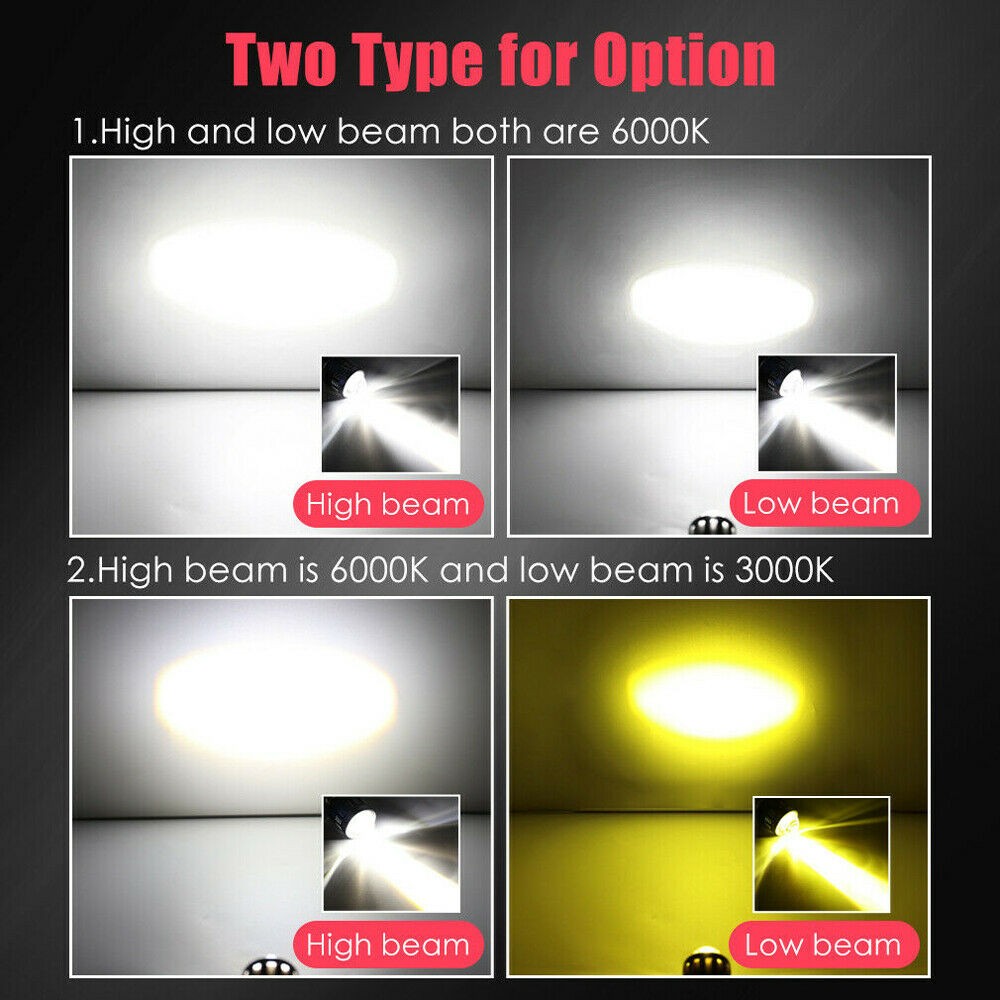 Two Type for Option
1.High and low beam both are 6000K
High beam
Low beam
2.High beam is 6000K and low beam is 3000K
High beam
Low beam